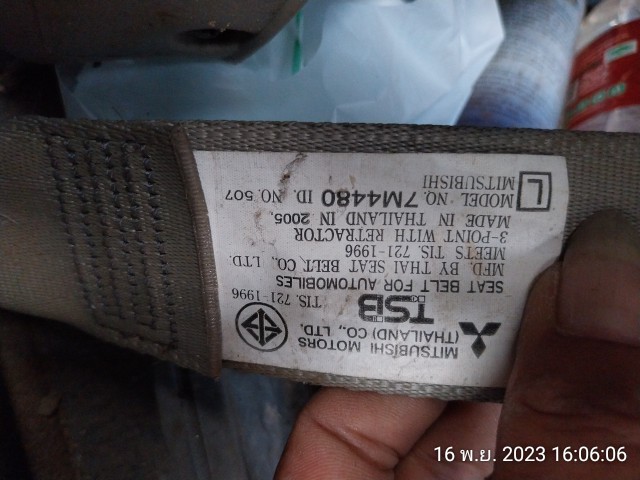 MITSUBISHI MOTORS
(THAILAND) CO., LTD.
TSB
TIS. 721-1996
SEAT BELT FOR AUTOMOBILES
MFD. BY THAI SEAT BELT CO., LTD.
MEETS TIS. 721-1996
3-POINT WITH RETRACTOR
MADE IN THAILAND IN 2005.
MODEL NO. 7M4480 ID. NO. 507
MITSUBISHI
L
16 พ.ย. 2023 16:06:06